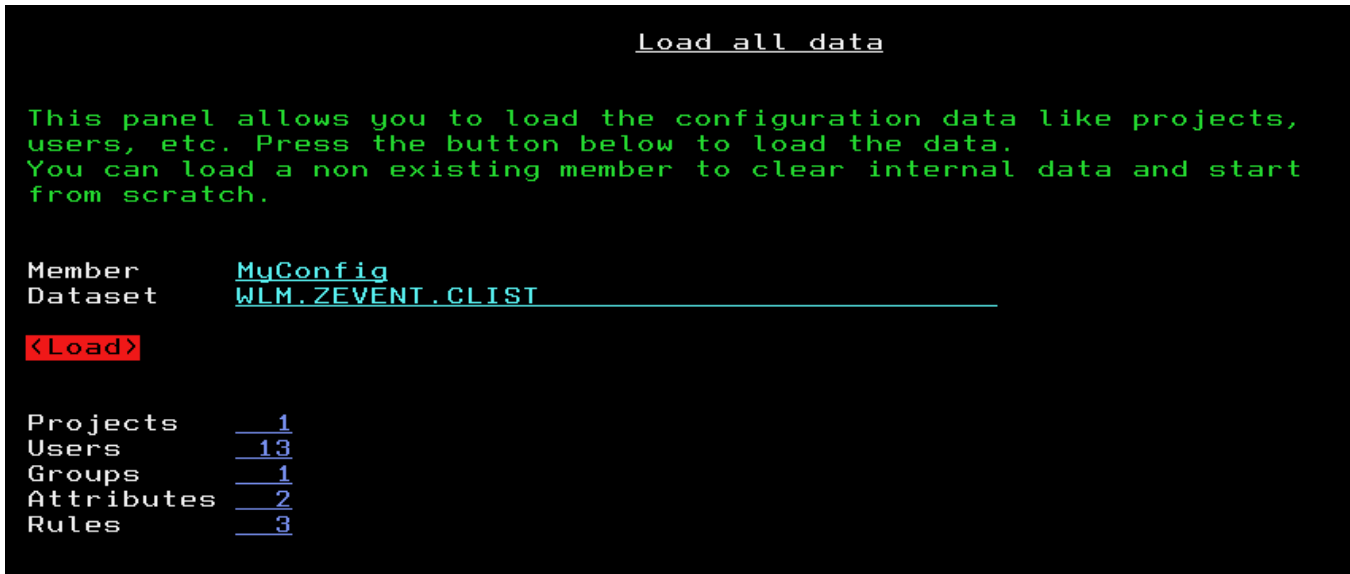 Load all data
This panel allows you to load the configuration data like projects,
users, etc. Press the button below to load the data.
You can load a non existing member to clear internal data and start
from scratch.
Member MyConfig
Dataset WLM.ZEVENT.CLIST
<Load>
Projects 1
Users 13
Groups 1
Attributes 2
Rules 3